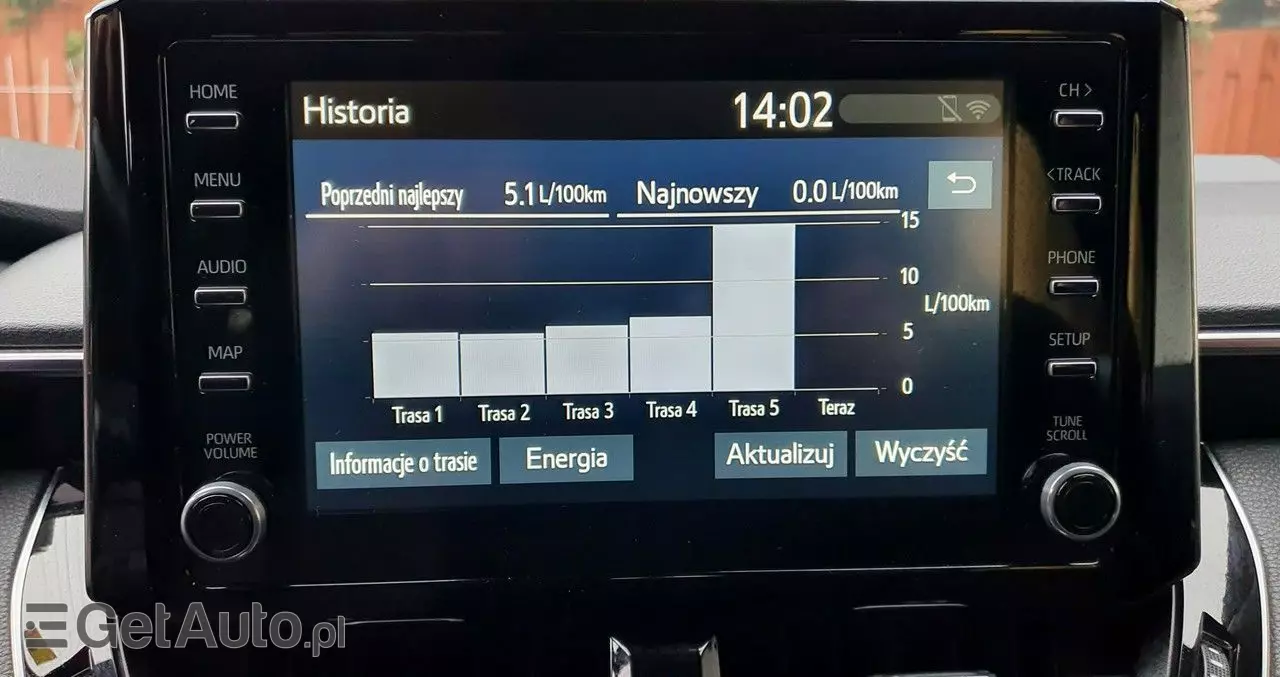 HOME
MENU
AUDIO
MAP
POWER
VOLUME
Historia 14:02
Poprzedni najlepszy 5.1 L/100km Najnowszy 0.0 L/100km
15
10
L/100km
5
0
Trasa 1 Trasa 2 Trasa 3 Trasa 4 Trasa 5 Teraz
Informacje o trasie Energia Aktualizuj Wyczyść
CH >
<TRACK
PHONE
SETUP
TUNE
SCROLL
GetAuto.pl